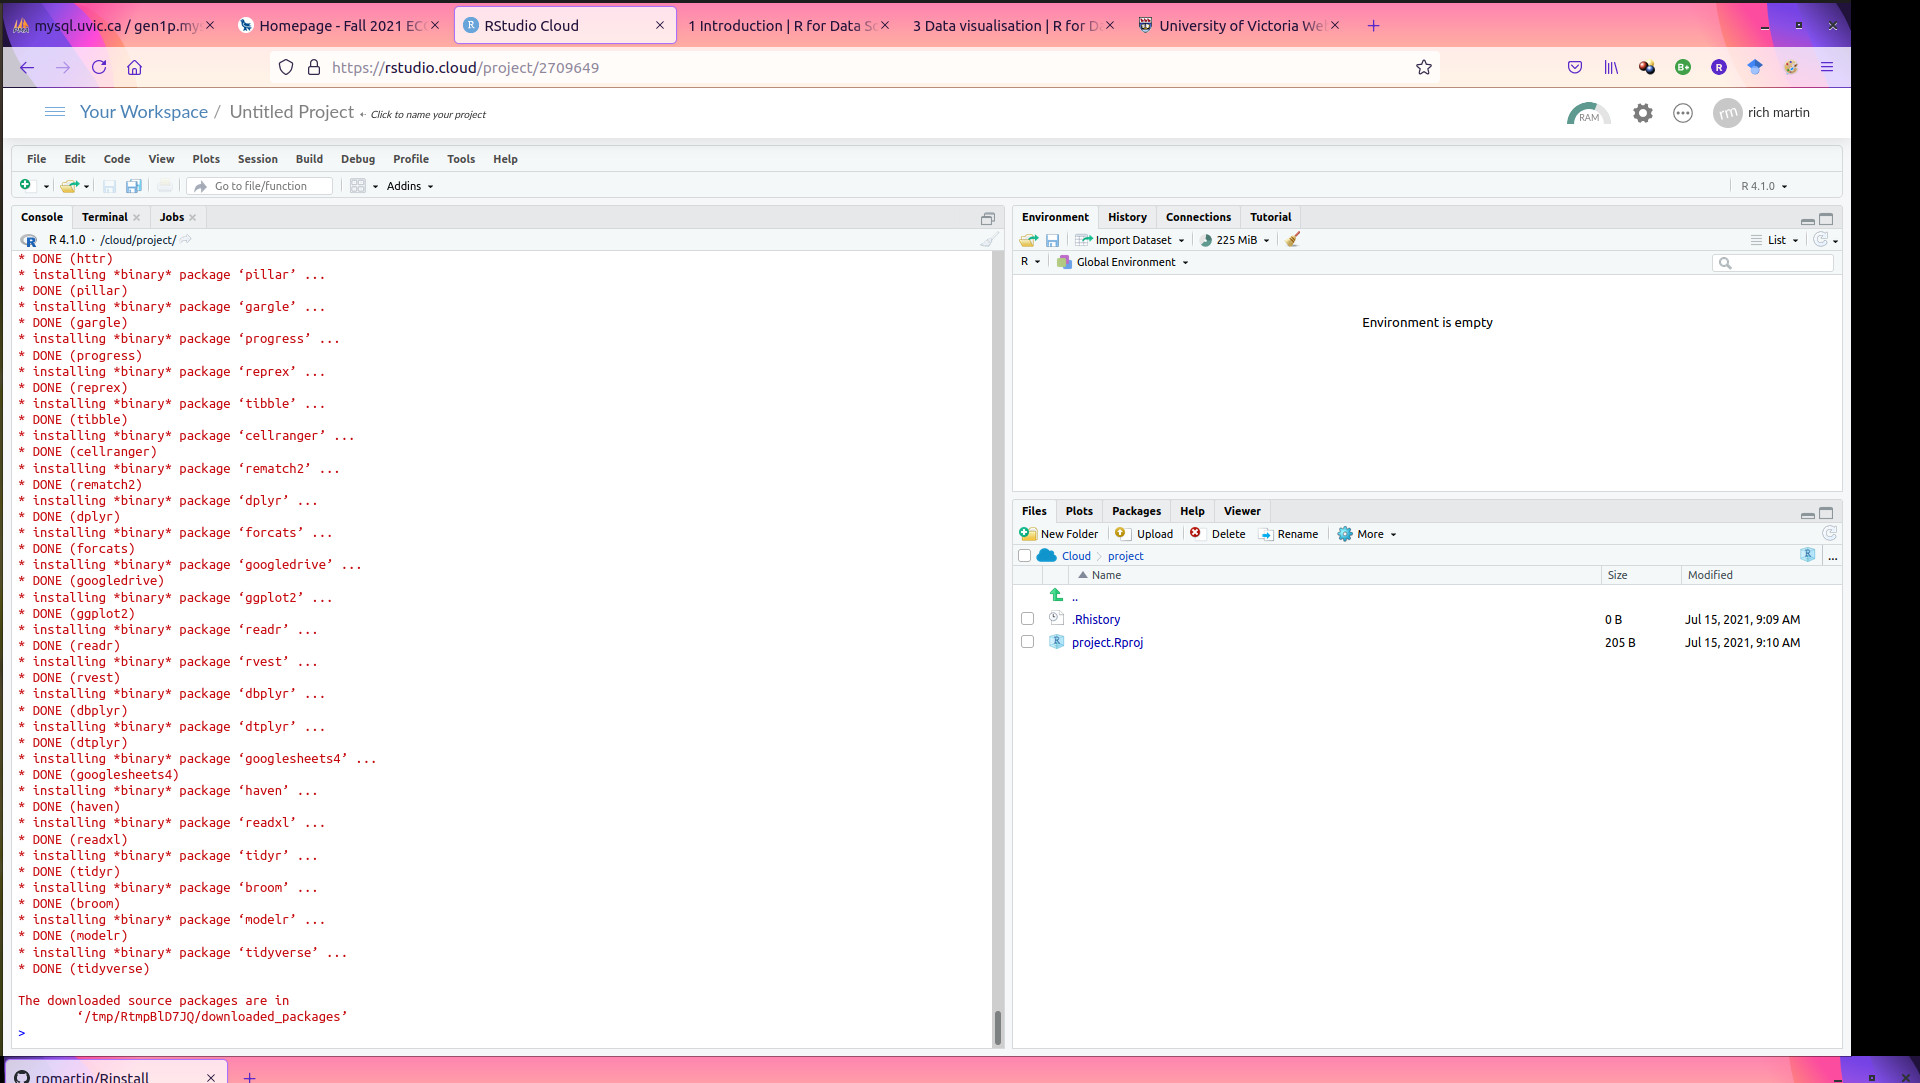 mysql.uvic.ca / gen1p.my
Homepage - Fall 2021 EC
RStudio Cloud
1 Introduction | R for Data Sc
3 Data visualisation | R for Da
University of Victoria We
https://rstudio.cloud/project/2709649
Your Workspace / Untitled Project ← Click to name your project
RAM
rm rich martin
File Edit Code View Plots Session Build Debug Profile Tools Help
Go to file/function Addins
R 4.1.0
Console Terminal Jobs
R 4.1.0 · /cloud/project/
* DONE (httr)
* installing *binary* package ‘pillar’ ...
* DONE (pillar)
* installing *binary* package ‘gargle’ ...
* DONE (gargle)
* installing *binary* package ‘progress’ ...
* DONE (progress)
* installing *binary* package ‘reprex’ ...
* DONE (reprex)
* installing *binary* package ‘tibble’ ...
* DONE (tibble)
* installing *binary* package ‘cellranger’ ...
* DONE (cellranger)
* installing *binary* package ‘rematch2’ ...
* DONE (rematch2)
* installing *binary* package ‘dplyr’ ...
* DONE (dplyr)
* installing *binary* package ‘forcats’ ...
* DONE (forcats)
* installing *binary* package ‘googledrive’ ...
* DONE (googledrive)
* installing *binary* package ‘ggplot2’ ...
* DONE (ggplot2)
* installing *binary* package ‘readr’ ...
* DONE (readr)
* installing *binary* package ‘rvest’ ...
* DONE (rvest)
* installing *binary* package ‘dbplyr’ ...
* DONE (dbplyr)
* installing *binary* package ‘dtplyr’ ...
* DONE (dtplyr)
* installing *binary* package ‘googlesheets4’ ...
* DONE (googlesheets4)
* installing *binary* package ‘haven’ ...
* DONE (haven)
* installing *binary* package ‘readxl’ ...
* DONE (readxl)
* installing *binary* package ‘tidyr’ ...
* DONE (tidyr)
* installing *binary* package ‘broom’ ...
* DONE (broom)
* installing *binary* package ‘modelr’ ...
* DONE (modelr)
* installing *binary* package ‘tidyverse’ ...
* DONE (tidyverse)
The downloaded source packages are in
‘/tmp/RtmpBlD7JQ/downloaded_packages’
>
Environment History Connections Tutorial
Import Dataset 225 MiB List
R Global Environment
Environment is empty
Files Plots Packages Help Viewer
New Folder Upload Delete Rename More
Cloud project ...
Name Size Modified
..
.Rhistory 0 B Jul 15, 2021, 9:09 AM
project.Rproj 205 B Jul 15, 2021, 9:10 AM
rpmartin/Rinstall